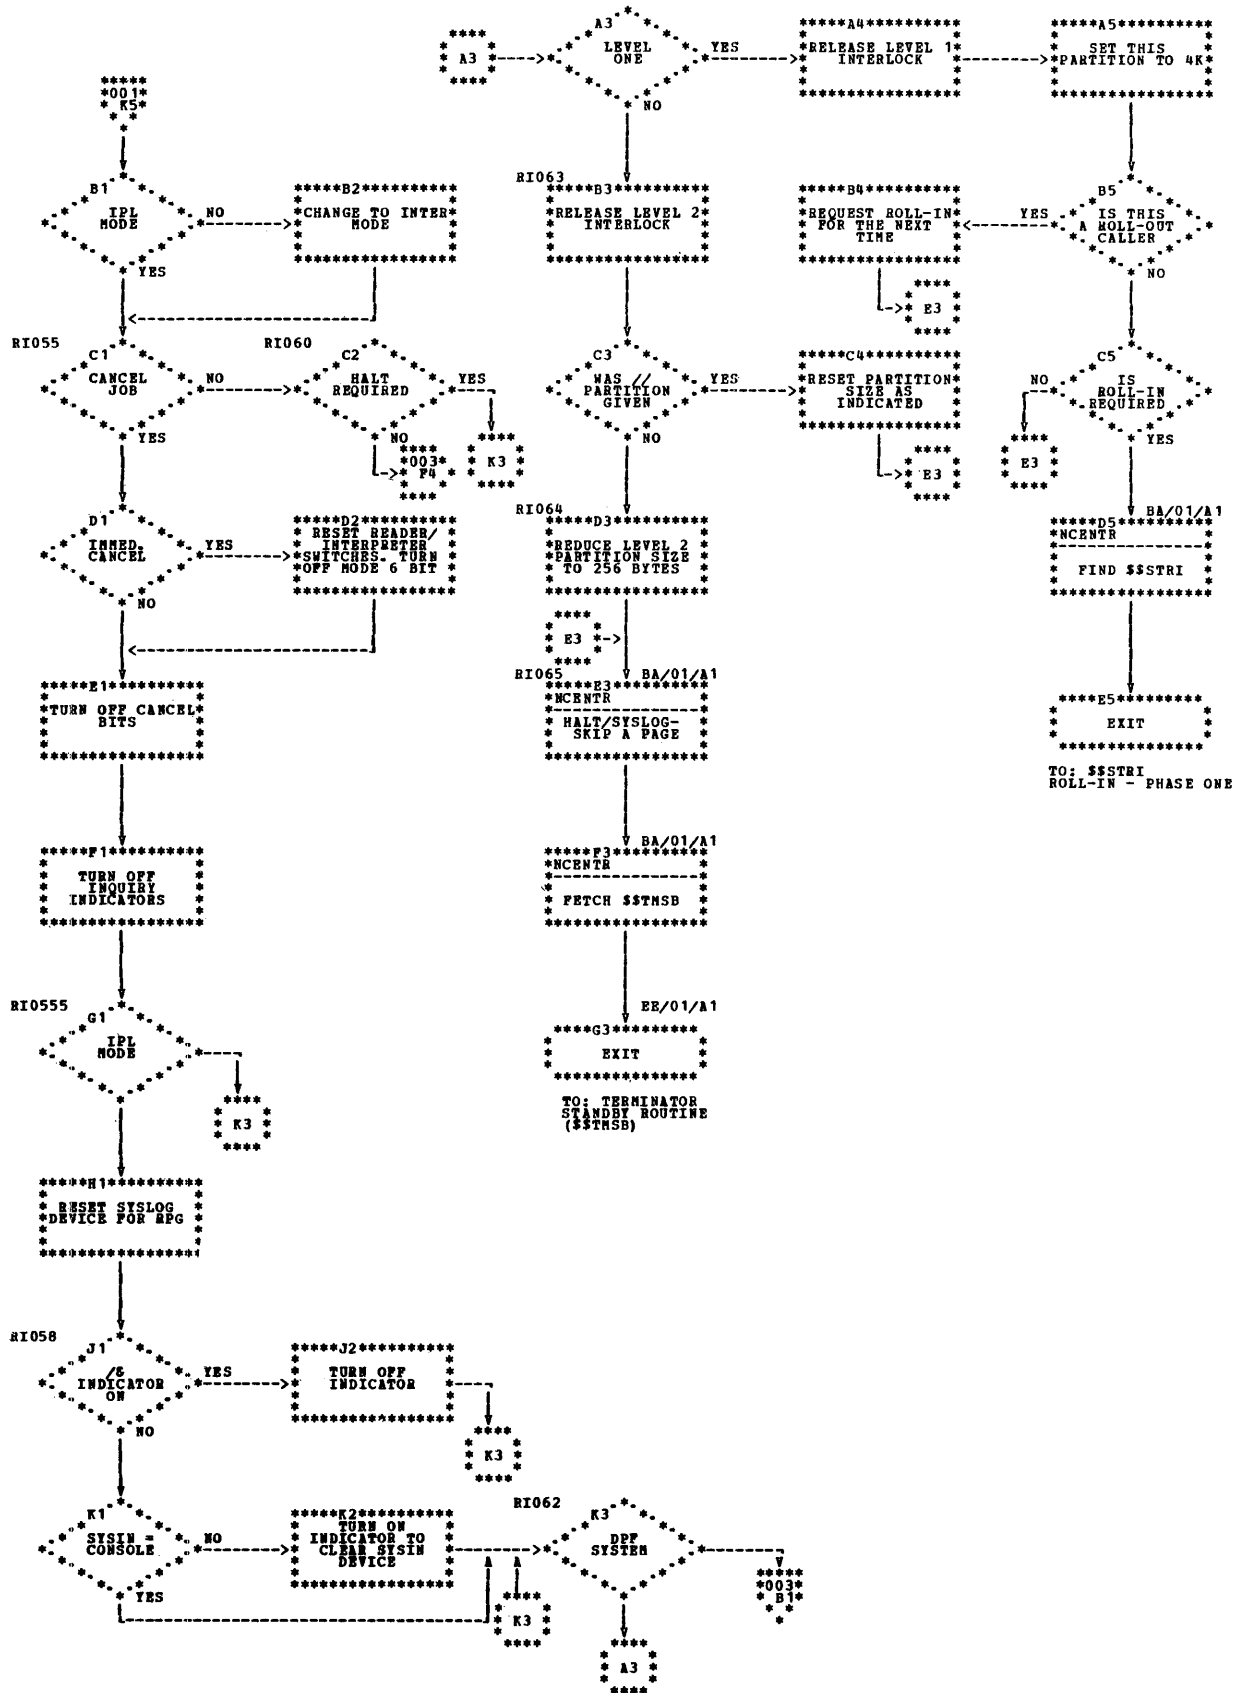 A3
A3
LEVEL
ONE
YES
NO
A4
RELEASE LEVEL 1
INTERLOCK
A5
SET THIS
PARTITION TO 4K
001
K5
B1
IPL
MODE
NO
YES
B2
CHANGE TO INTER
MODE
RI063
B3
RELEASE LEVEL 2
INTERLOCK
B4
REQUEST ROLL-IN
FOR THE NEXT
TIME
E3
YES
B5
IS THIS
A ROLL-OUT
CALLER
NO
RI055
C1
CANCEL
JOB
NO
YES
RI060
C2
HALT
REQUIRED
YES
NO
003
F4
K3
C3
WAS //
PARTITION
GIVEN
YES
NO
C4
RESET PARTITION
SIZE AS
INDICATED
E3
NO
E3
C5
IS
ROLL-IN
REQUIRED
YES
D1
IMMED.
CANCEL
YES
NO
D2
RESET READER/
INTERPRETER
SWITCHES. TURN
OFF MODE 6 BIT
RI064
D3
REDUCE LEVEL 2
PARTITION SIZE
TO 256 BYTES
BA/01/A1
D5
NCENTR
FIND $$STRI
E3
E1
TURN OFF CANCEL
BITS
RI065
BA/01/A1
E3
NCENTR
HALT/SYSLOG-
SKIP A PAGE
E5
EXIT
TO: $$STRI
ROLL-IN - PHASE ONE
F1
TURN OFF
INQUIRY
INDICATORS
BA/01/A1
F3
NCENTR
FETCH $$TMSB
RI0555
G1
IPL
MODE
K3
EE/01/A1
G3
EXIT
TO: TERMINATOR
STANDBY ROUTINE
($$TMSB)
H1
RESET SYSLOG
DEVICE FOR RPG
RI058
J1
/&
INDICATOR
ON
YES
NO
J2
TURN OFF
INDICATOR
K3
K1
SYSIN =
CONSOLE
NO
YES
K2
TURN ON
INDICATOR TO
CLEAR SYSIN
DEVICE
K3
RI062
K3
DPF
SYSTEM
003
B1
A3